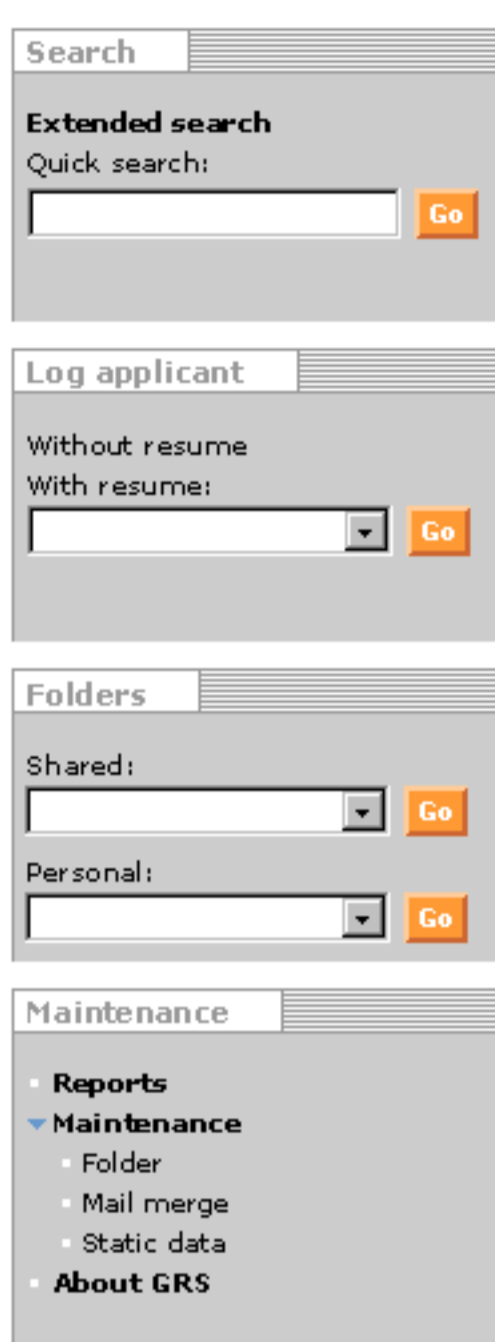 Search
Extended search
Quick search:
Go
Log applicant
Without resume
With resume:
Go
Folders
Shared:
Go
Personal:
Go
Maintenance
Reports
Maintenance
Folder
Mail merge
Static data
About GRS